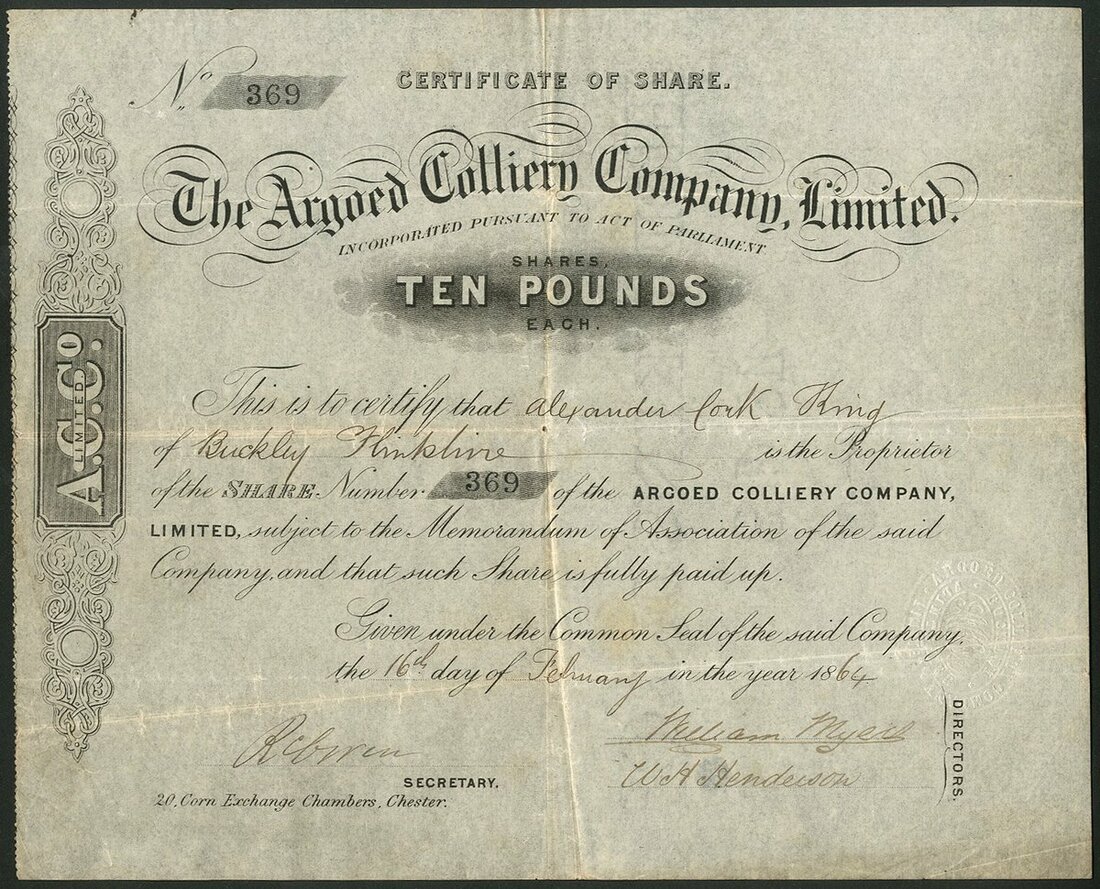 No. 369
CERTIFICATE OF SHARE.
The Argoed Colliery Company, Limited.
INCORPORATED PURSUANT TO ACT OF PARLIAMENT
SHARES,
TEN POUNDS
EACH.
A.C.Co.
LIMITED
This is to certify that Alexander Cork King
of Buckley Flintshire is the Proprietor
of the SHARE Number 369 of the ARGOED COLLIERY COMPANY,
LIMITED, subject to the Memorandum of Association of the said
Company, and that such Share is fully paid up.
Given under the Common Seal of the said Company,
the 16th day of February in the year 1864
William
W H Henderson
DIRECTORS.
SECRETARY.
20, Corn Exchange Chambers, Chester.